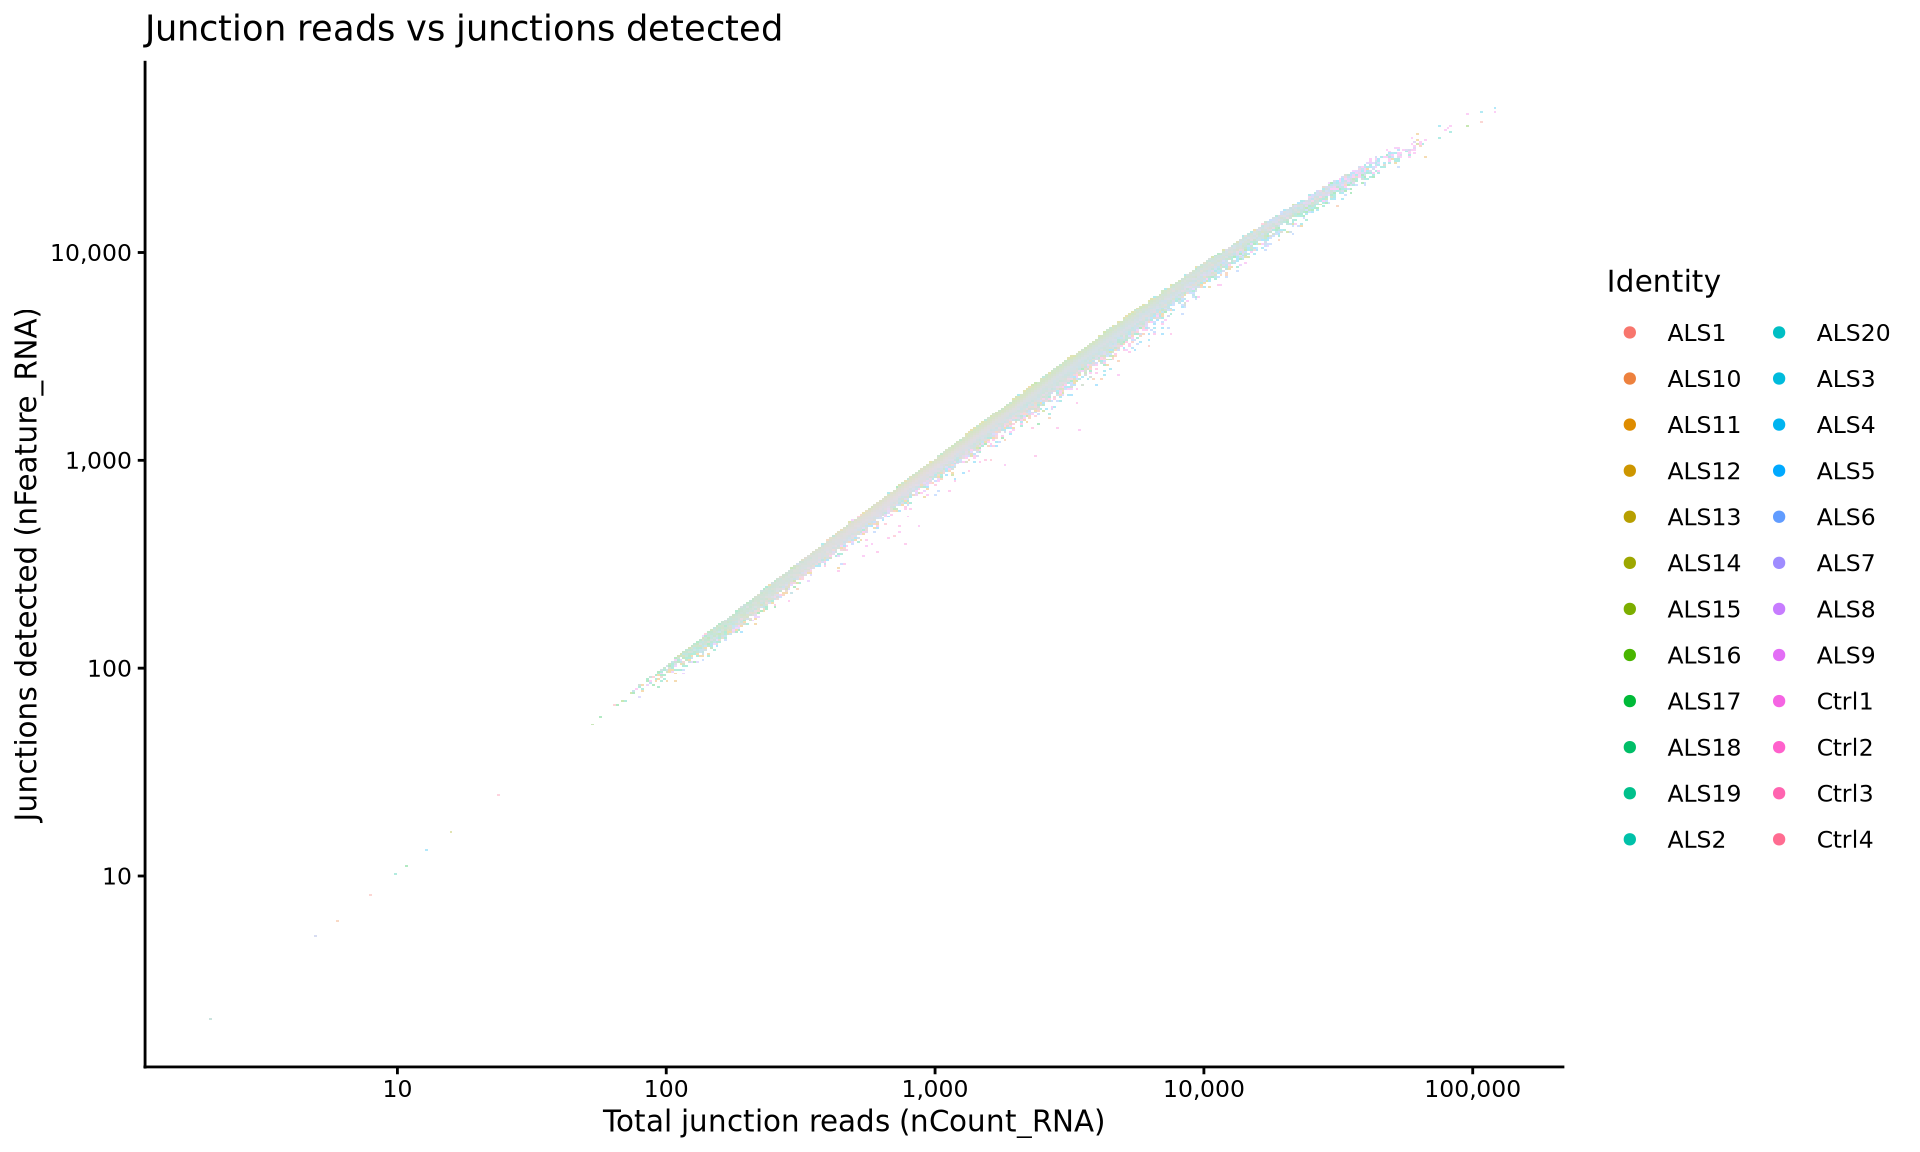 Junction reads vs junctions detected
Junctions detected (nFeature_RNA)
10,000
1,000
100
10
10
100
1,000
10,000
100,000
Total junction reads (nCount_RNA)
Identity
ALS1
ALS10
ALS11
ALS12
ALS13
ALS14
ALS15
ALS16
ALS17
ALS18
ALS19
ALS2
ALS20
ALS3
ALS4
ALS5
ALS6
ALS7
ALS8
ALS9
Ctrl1
Ctrl2
Ctrl3
Ctrl4